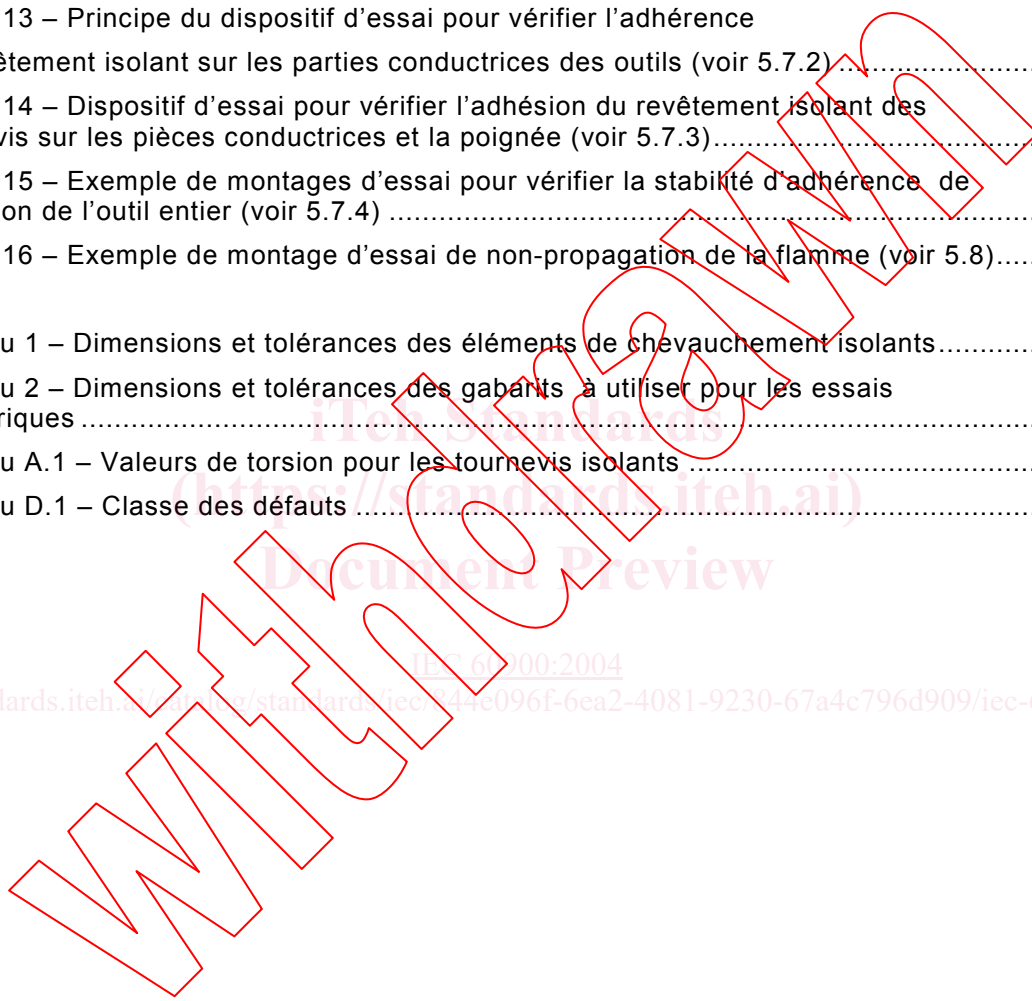 13 – Principe du dispositif d’essai pour vérifier l’adhérence
êtement isolant sur les parties conductrices des outils (voir 5.7.2)......................
14 – Dispositif d’essai pour vérifier l’adhésion du revêtement isolant des
vis sur les pièces conductrices et la poignée (voir 5.7.3)......................................
15 – Exemple de montages d’essai pour vérifier la stabilité d’adhérence de
on de l’outil entier (voir 5.7.4) ..............................................................................
16 – Exemple de montage d’essai de non-propagation de la flamme (voir 5.8).....
u 1 – Dimensions et tolérances des éléments de chevauchement isolants............
u 2 – Dimensions et tolérances des gabarits à utiliser pour les essais
riques ....................................................................................................................
iTeh Standards
u A.1 – Valeurs de torsion pour les tournevis isolants ..........................................
(https://standards.iteh.ai)
u D.1 – Classe des défauts .....................................................................................
Document Preview
IEC 60900:2004
dards.iteh.ai/catalog/standards/iec/844e096f-6ea2-4081-9230-67a4c796d909/iec-6
withdrawn